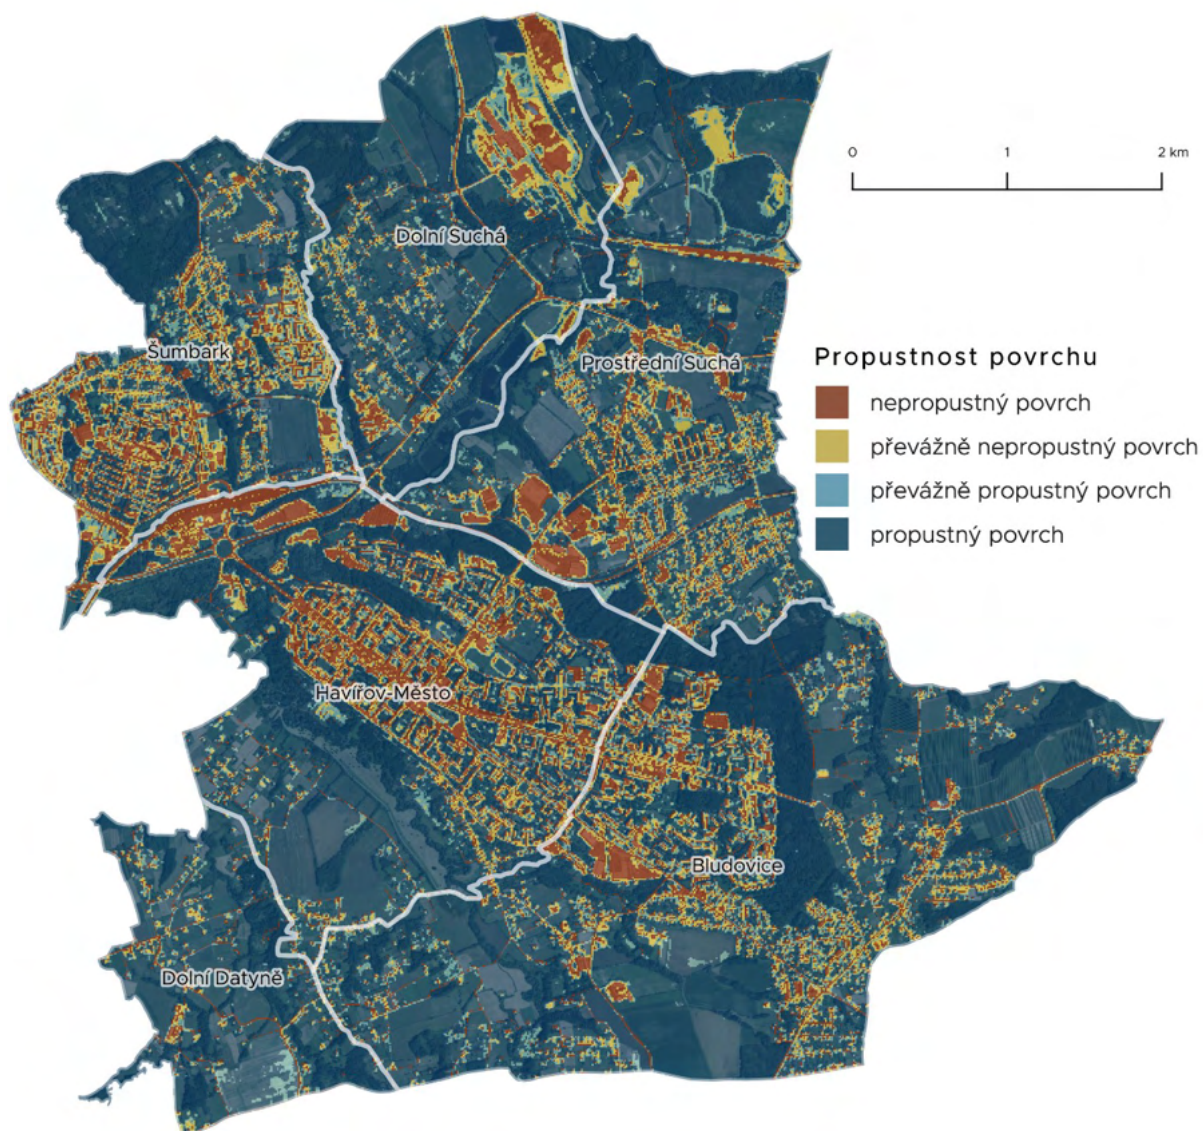 0 1 2 km
Dolní Suchá
Šumbark
Prostřední Suchá
Propustnost povrchu
nepropustný povrch
převážně nepropustný povrch
převážně propustný povrch
propustný povrch
Havířov-Město
Bludovice
Dolní Datyně